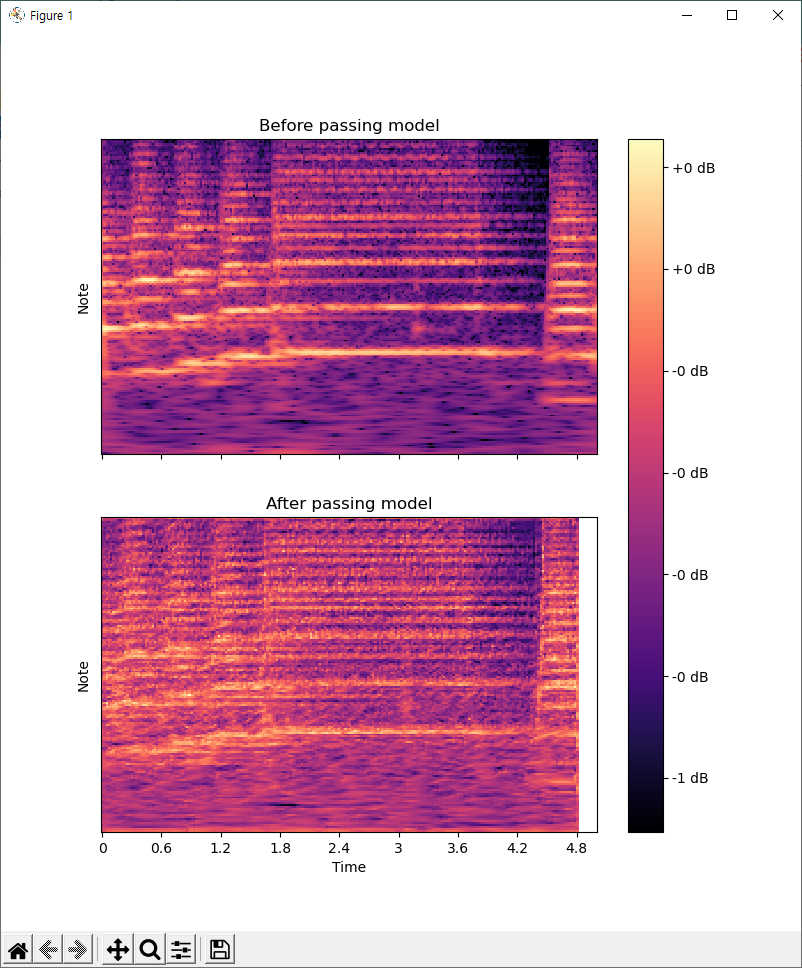 Figure 1
Before passing model
Note
+0 dB
+0 dB
-0 dB
-0 dB
-0 dB
-0 dB
-1 dB
After passing model
Note
0 0.6 1.2 1.8 2.4 3 3.6 4.2 4.8
Time